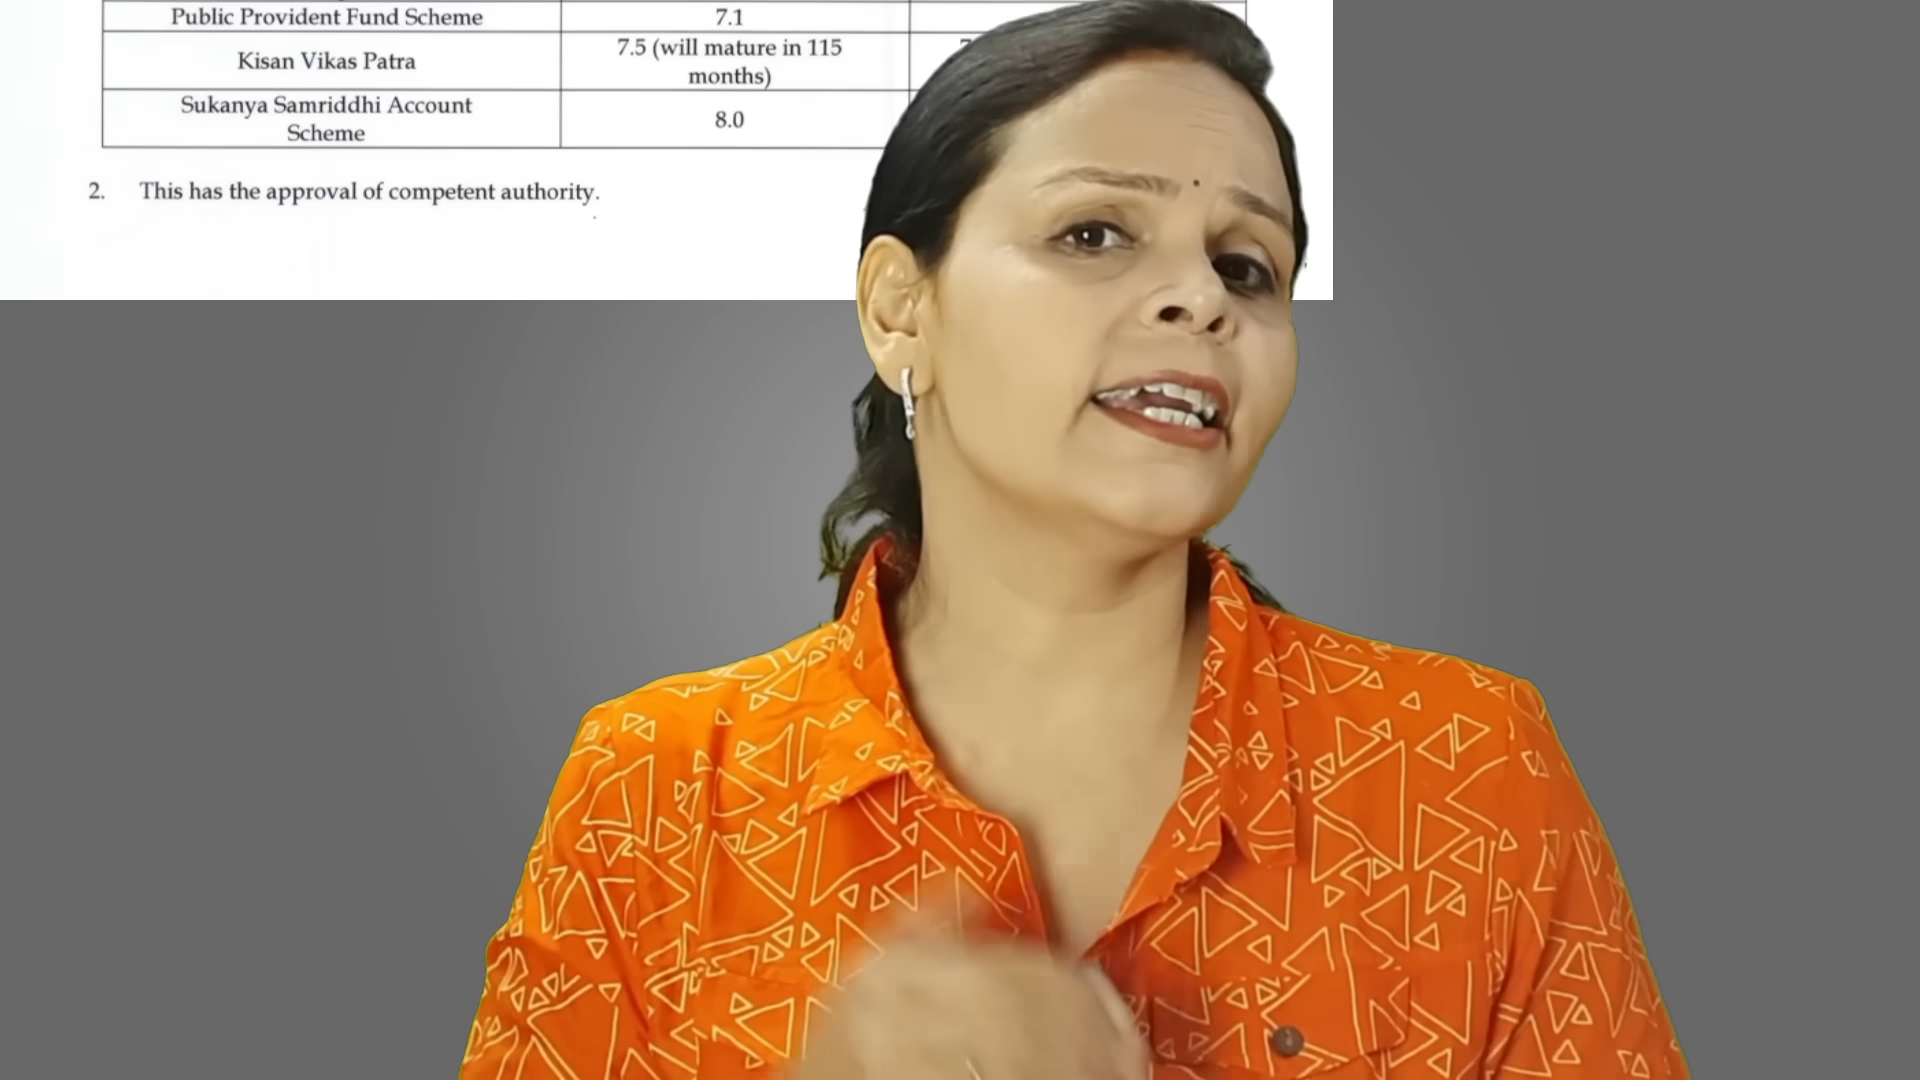 Public Provident Fund Scheme 7.1
Kisan Vikas Patra 7.5 (will mature in 115
months)
Sukanya Samriddhi Account
Scheme 8.0
2. This has the approval of competent authority.